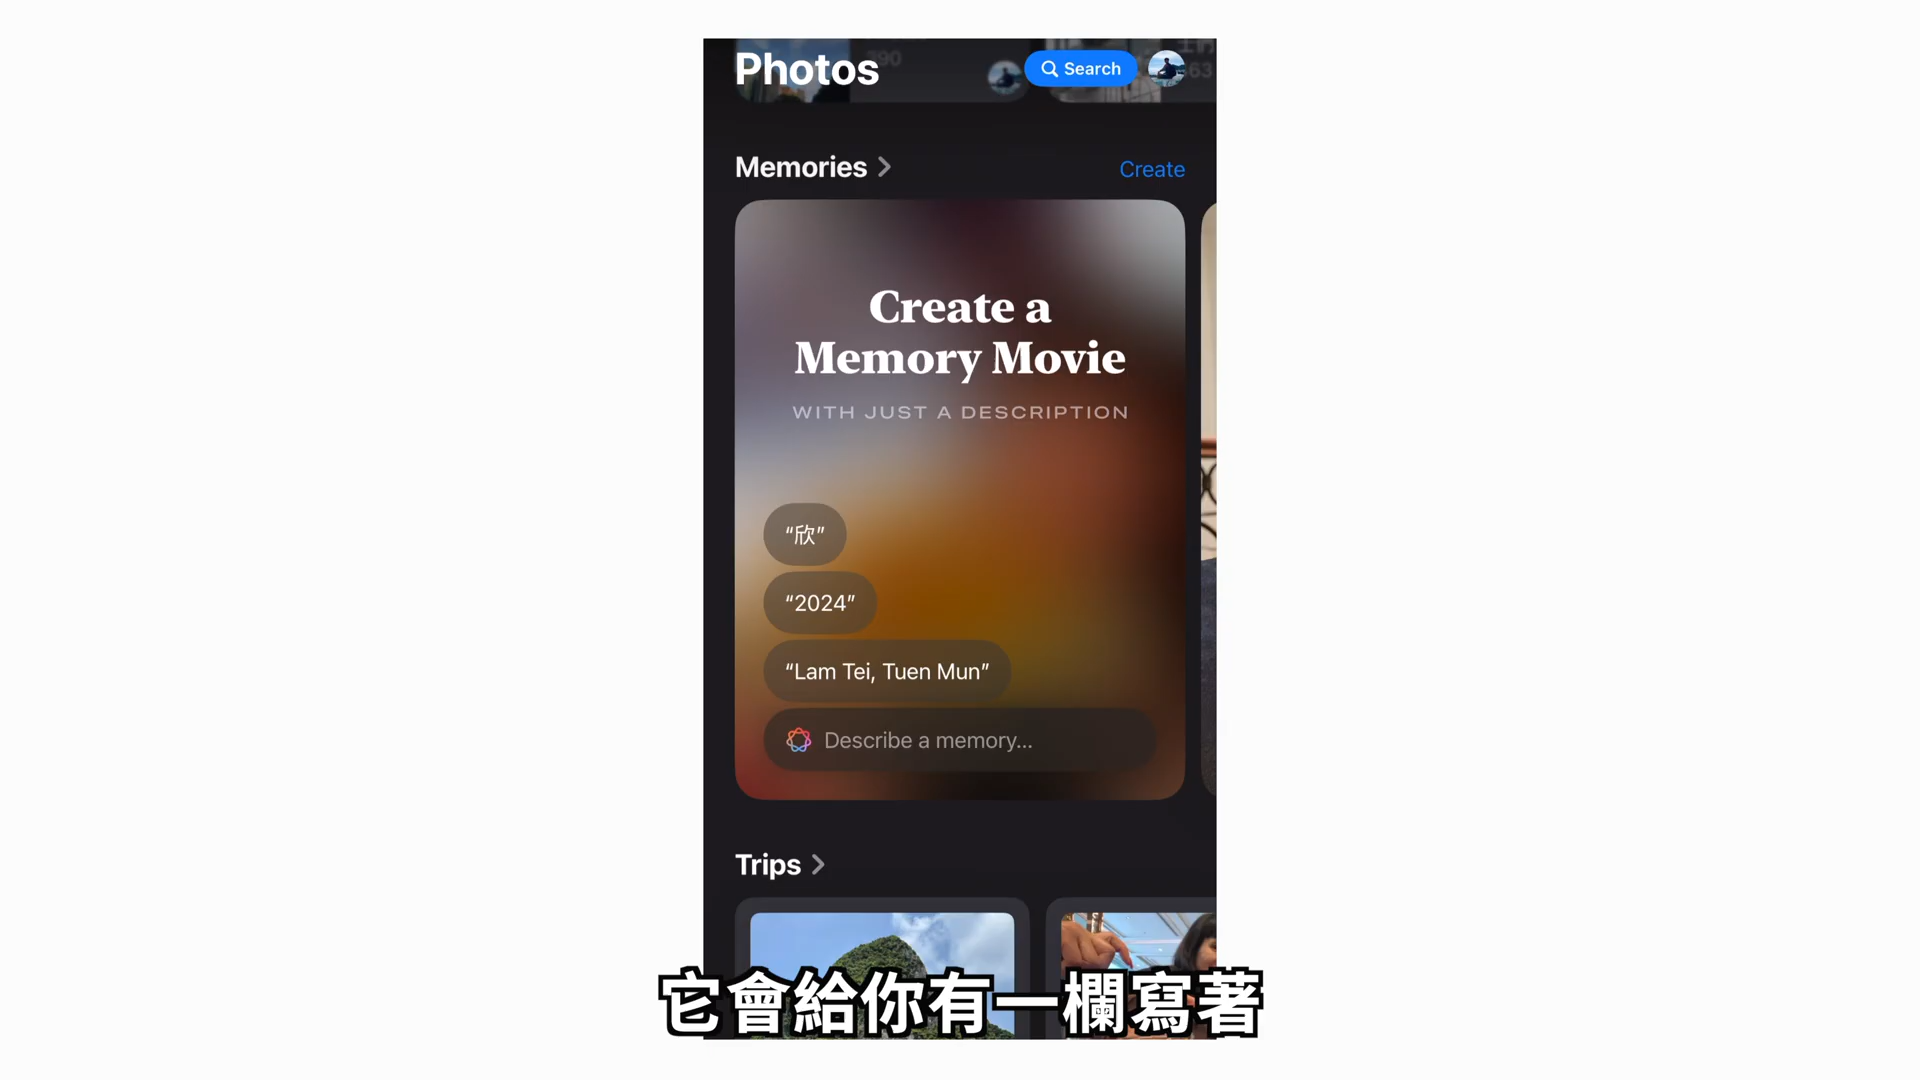 Photos
Search
Memories
Create
Create a
Memory Movie
WITH JUST A DESCRIPTION
“欣”
“2024”
“Lam Tei, Tuen Mun”
Describe a memory...
Trips
它會給你有一欄寫著